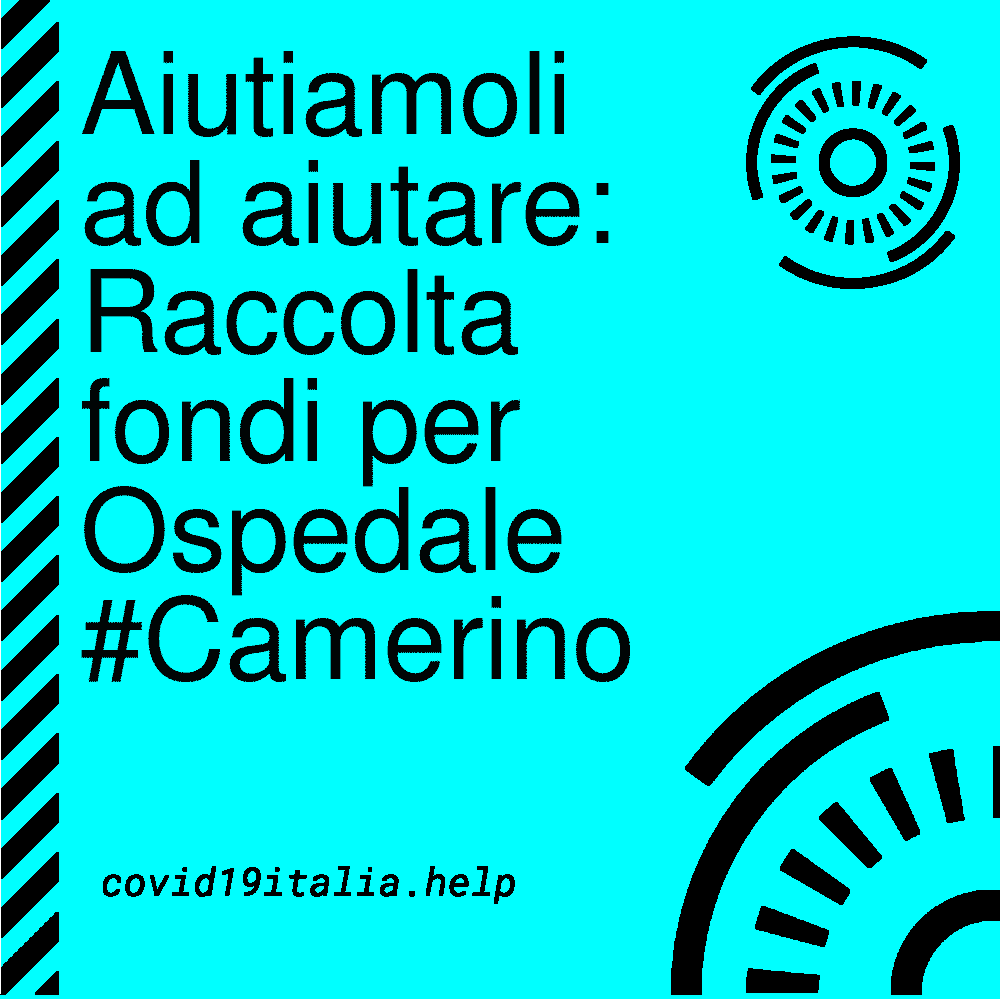 Aiutiamoli
ad aiutare:
Raccolta
fondi per
Ospedale
#Camerino
covid19italia.help